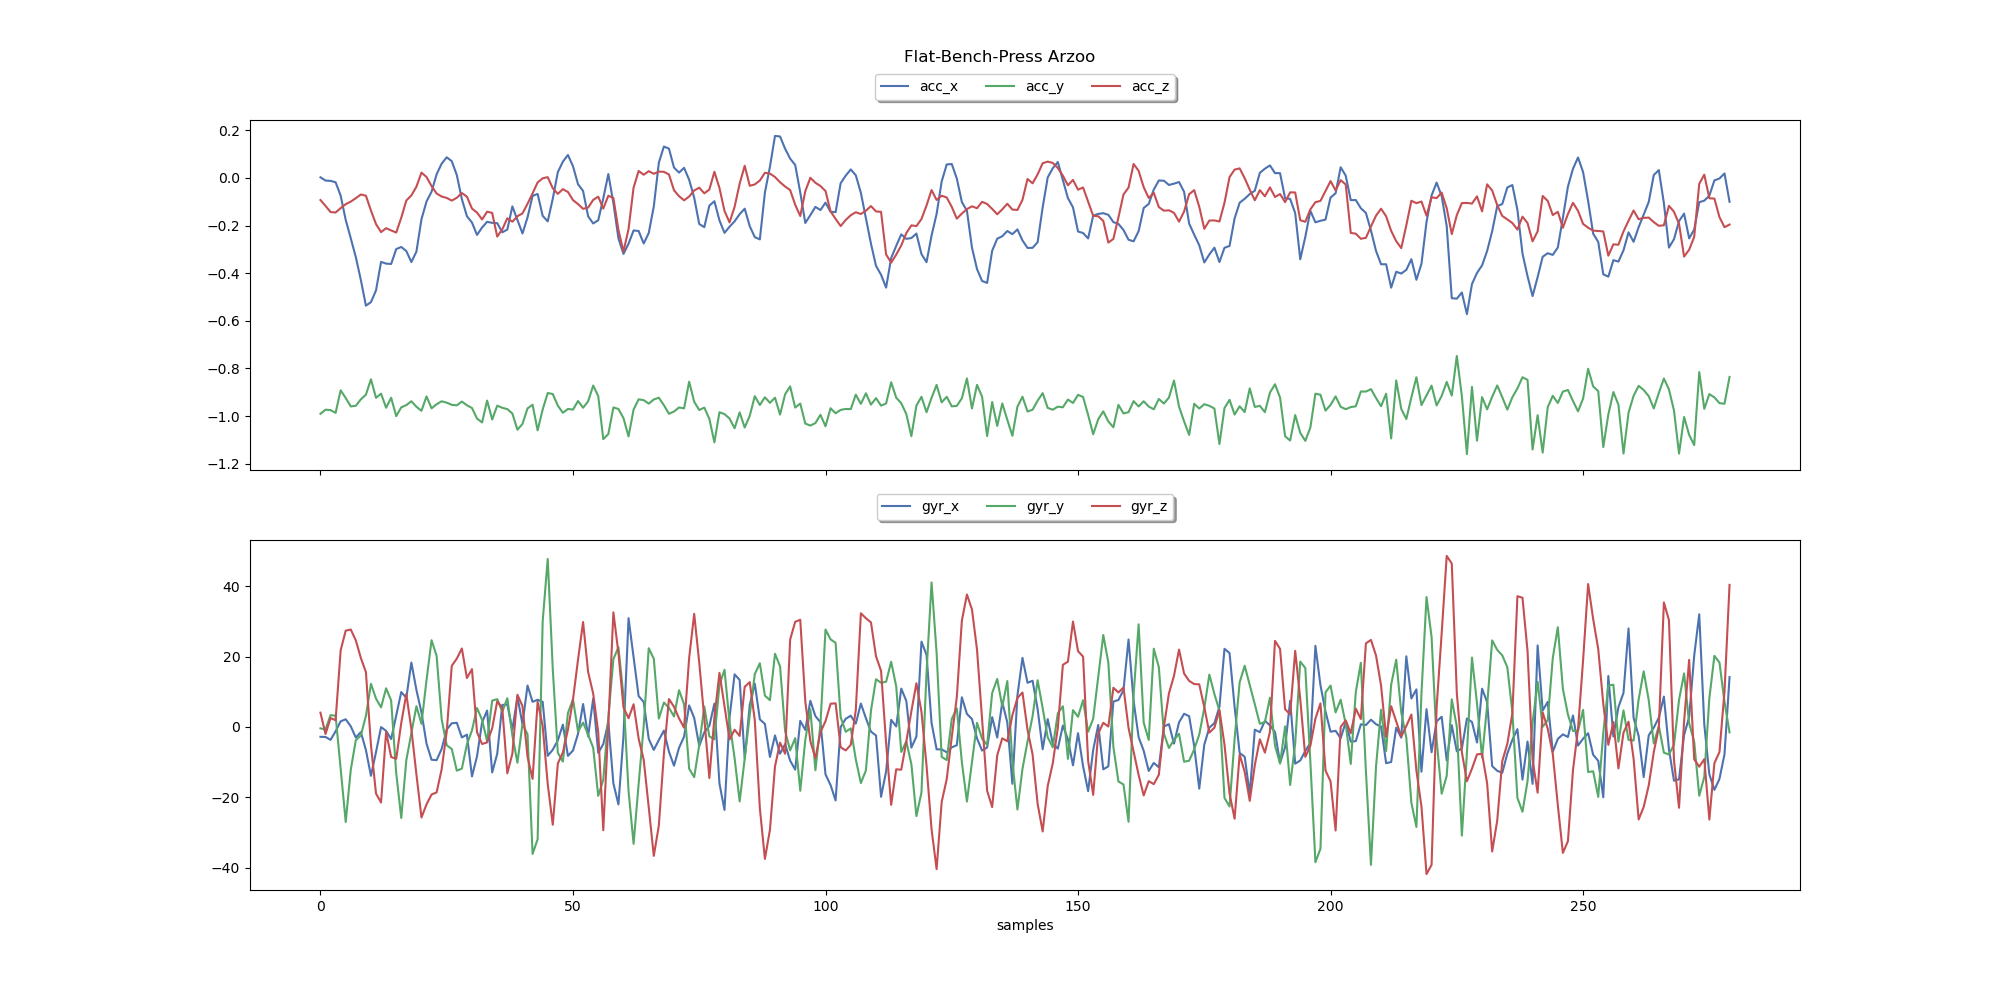 Flat-Bench-Press Arzoo
acc_x acc_y acc_z
0.2
0.0
−0.2
−0.4
−0.6
−0.8
−1.0
−1.2
gyr_x gyr_y gyr_z
40
20
0
−20
−40
0 50 100 150 200 250
samples